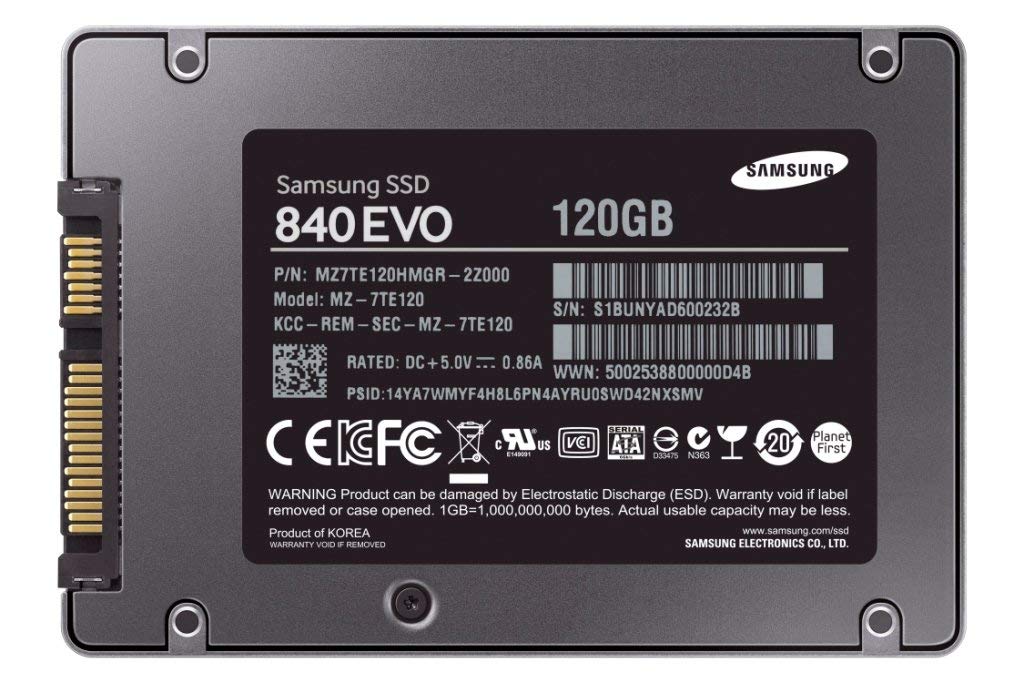 SAMSUNG
Samsung SSD
840 EVO 120GB
P/N: MZ7TE120HMGR-2Z000
Model: MZ-7TE120
KCC-REM-SEC-MZ-7TE120
S/N: S1BUNYAD600232B
RATED: DC+5.0V⎓ 0.86A
WWN: 5002538800000D4B
PSID:14YA7WMYF4H8L6PN4AYRU0SWD42NXSMV
CE KC FC
c RU US
E149091
VCI
SERIAL
ATA
6Gb/s
D33475
N363
20
Planet
First
WARNING Product can be damaged by Electrostatic Discharge (ESD). Warranty void if label
removed or case opened. 1GB=1,000,000,000 bytes. Actual usable capacity may be less.
Product of KOREA
WARRANTY VOID IF REMOVED
www.samsung.com/ssd
SAMSUNG ELECTRONICS CO., LTD.